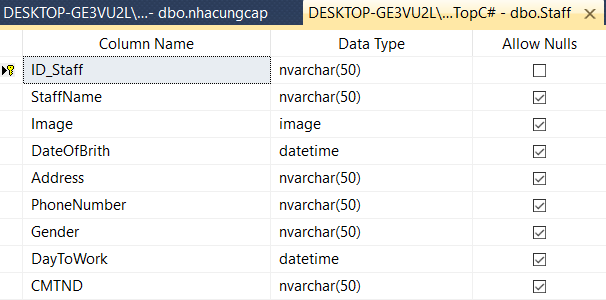 DESKTOP-GE3VU2L\...- dbo.nhacungcap DESKTOP-GE3VU2L\...TopC# - dbo.Staff
Column Name Data Type Allow Nulls
ID_Staff nvarchar(50)
StaffName nvarchar(50)
Image image
DateOfBrith datetime
Address nvarchar(50)
PhoneNumber nvarchar(50)
Gender nvarchar(50)
DayToWork datetime
CMTND nvarchar(50)